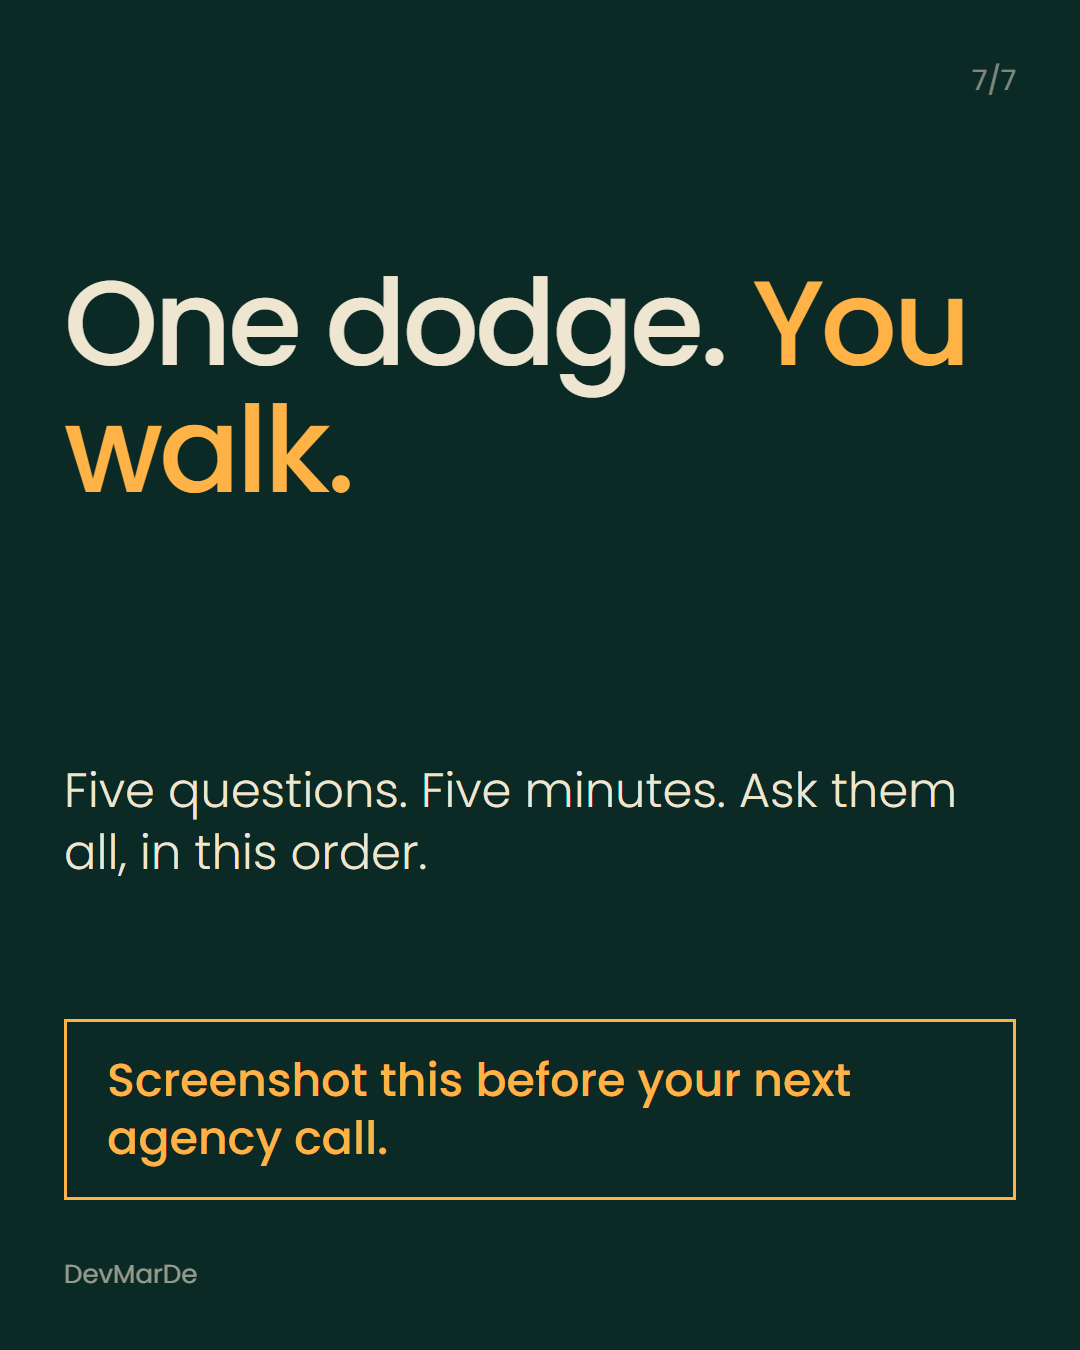 7/7
One dodge. You
walk.
Five questions. Five minutes. Ask them
all, in this order.
Screenshot this before your next
agency call.
DevMarDe